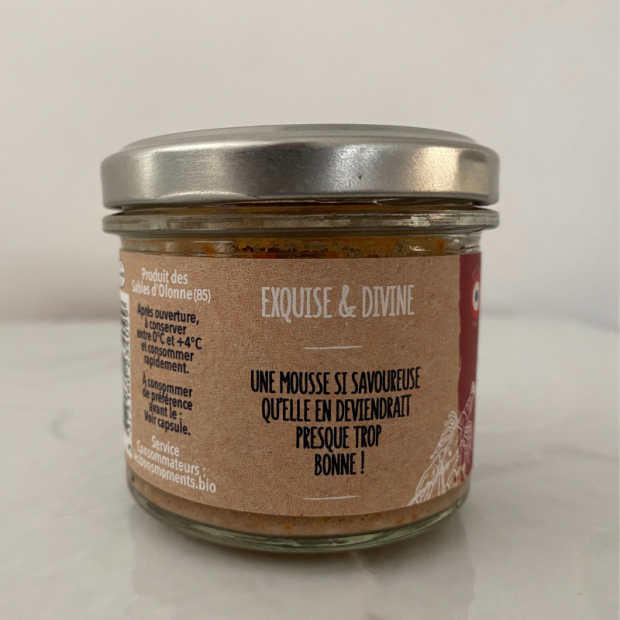 Produit des
Sables d'Olonne (85)
Après ouverture,
à conserver
entre 0°C et +4°C
et consommer
rapidement.
À consommer
de préférence
avant le :
Voir capsule.
Service
Consommateurs :
bonsmoments.bio
EXQUISE & DIVINE
UNE MOUSSE SI SAVOUREUSE
QU'ELLE EN DEVIENDRAIT
PRESQUE TROP
BONNE !